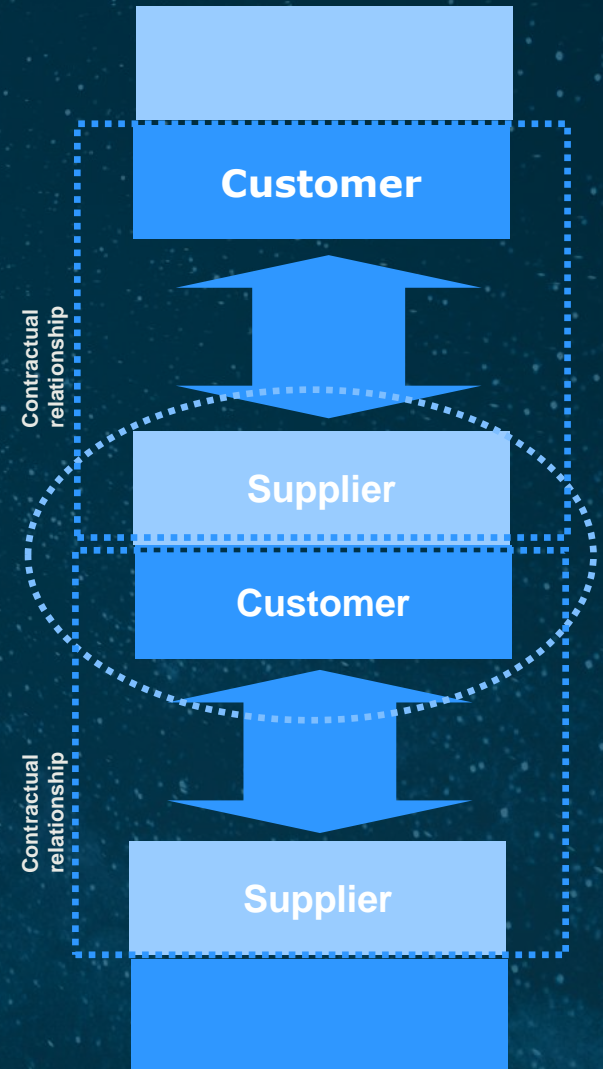 Customer
Contractual
relationship
Supplier
Customer
Contractual
relationship
Supplier